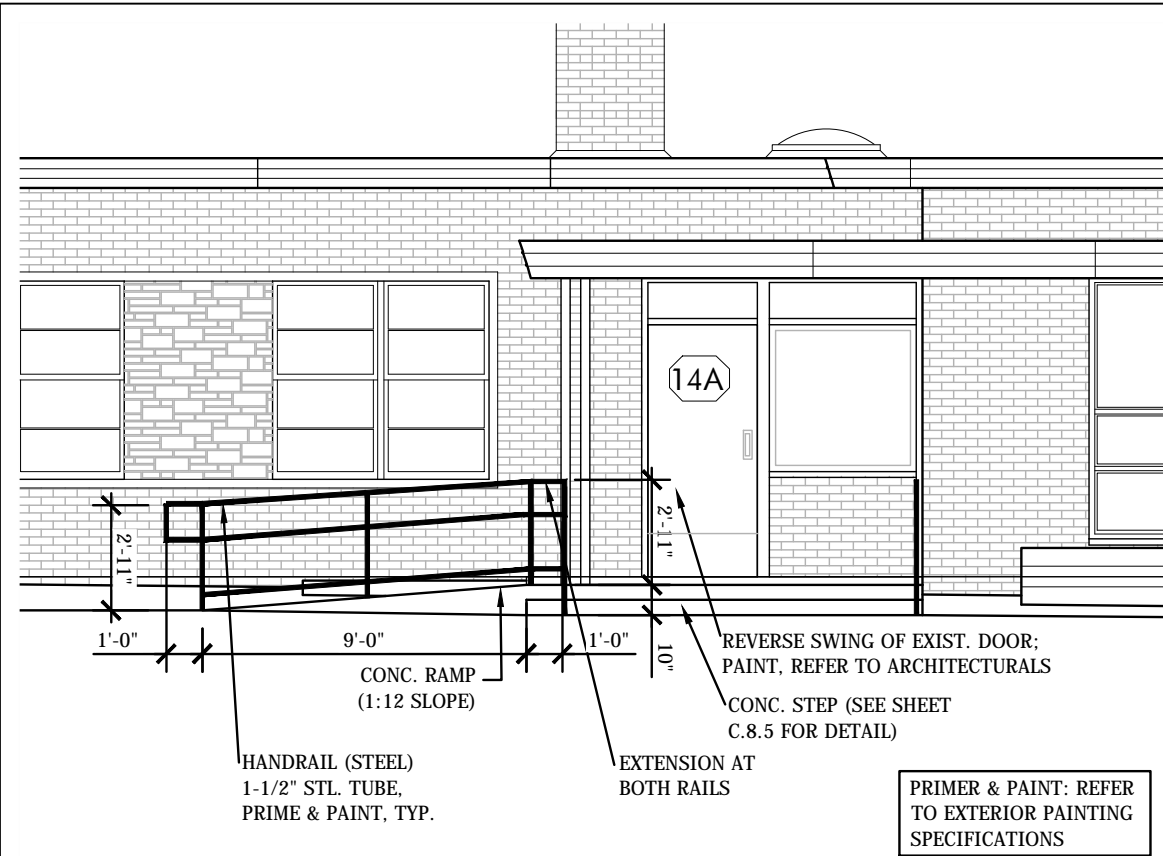 14A
2'-11"
2'-11"
1'-0"
9'-0"
1'-0"
10"
REVERSE SWING OF EXIST. DOOR;
PAINT, REFER TO ARCHITECTURALS
CONC. RAMP
(1:12 SLOPE)
CONC. STEP (SEE SHEET
C.8.5 FOR DETAIL)
HANDRAIL (STEEL)
1-1/2" STL. TUBE,
PRIME & PAINT, TYP.
EXTENSION AT
BOTH RAILS
PRIMER & PAINT: REFER
TO EXTERIOR PAINTING
SPECIFICATIONS